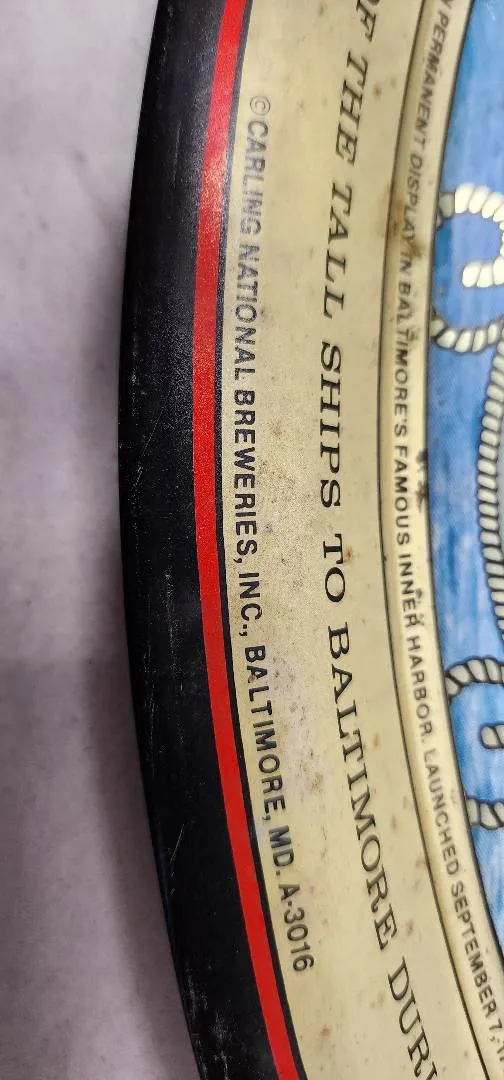 ©CARLING NATIONAL BREWERIES, INC., BALTIMORE, MD. A-3016
OF THE TALL SHIPS TO BALTIMORE
PERMANENT DISPLAY IN BALTIMORE'S FAMOUS INNER HARBOR. LAUNCHED SEPTEMBER 7,